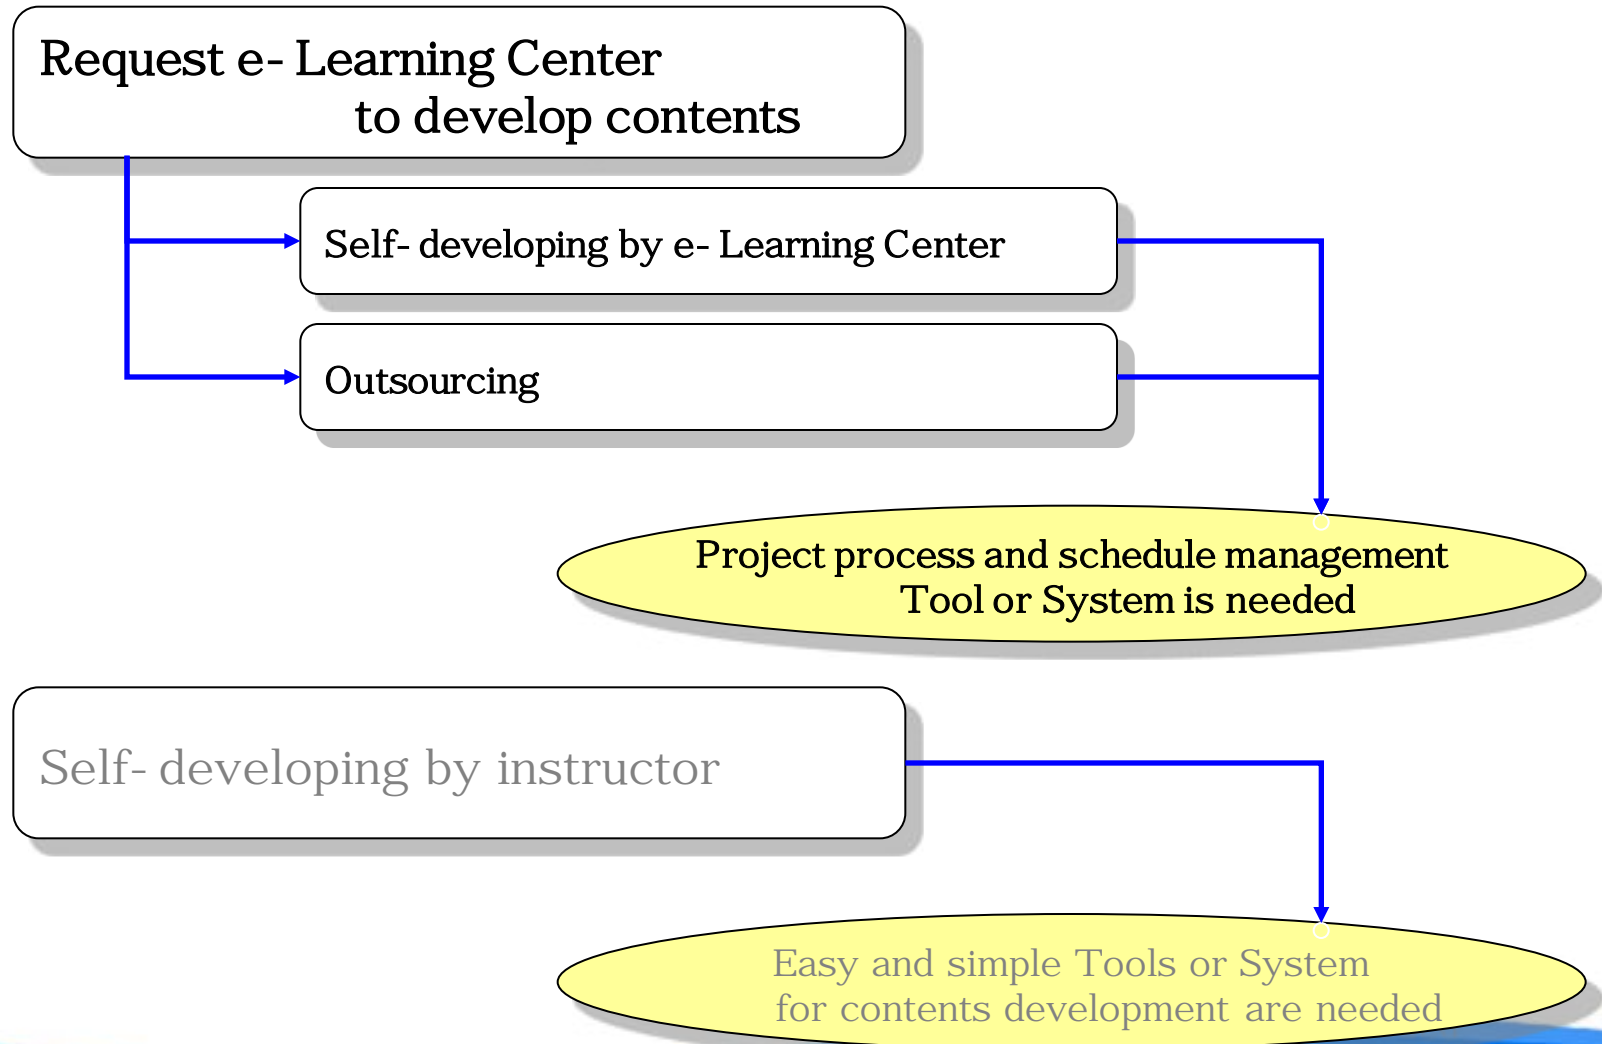 Request e- Learning Center
to develop contents
Self- developing by e- Learning Center
Outsourcing
Project process and schedule management
Tool or System is needed
Self- developing by instructor
Easy and simple Tools or System
for contents development are needed